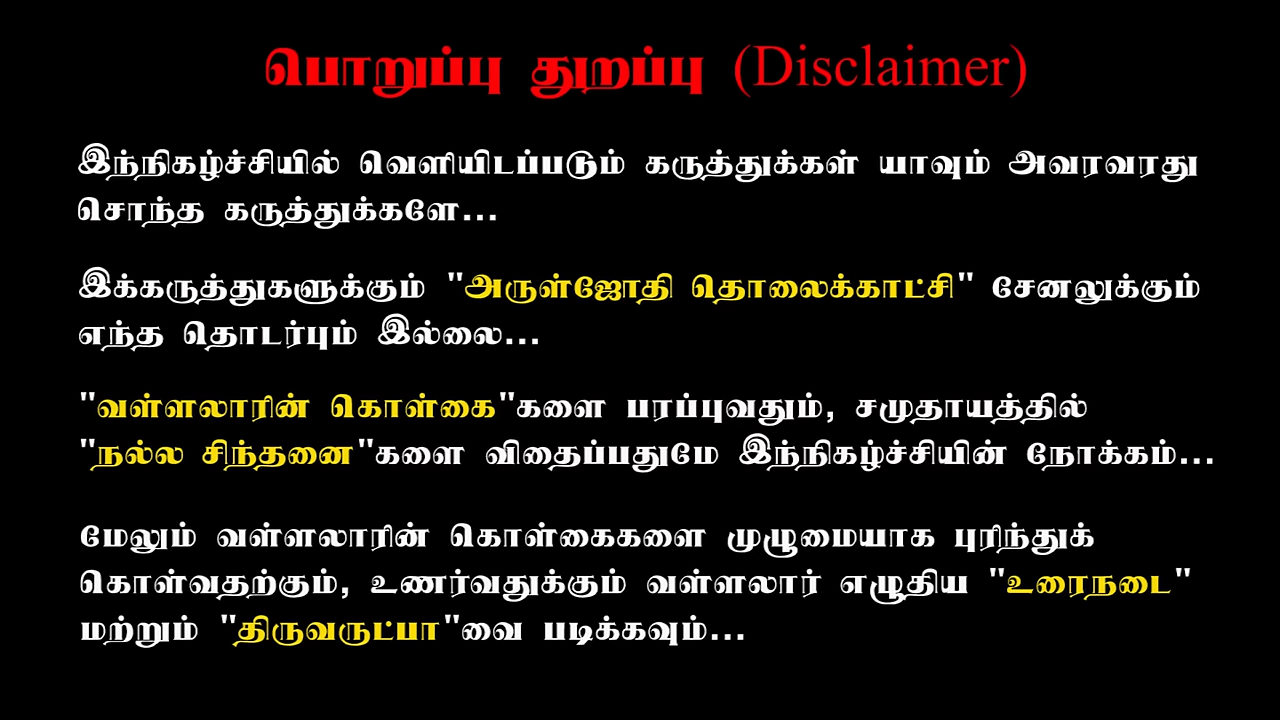 பொறுப்பு துறப்பு (Disclaimer)
இந்நிகழ்ச்சியில் வெளியிடப்படும் கருத்துக்கள் யாவும் அவரவரது
சொந்த கருத்துக்களே...
இக்கருத்துகளுக்கும் "அருள்ஜோதி தொலைக்காட்சி" சேனலுக்கும்
எந்த தொடர்பும் இல்லை...
"வள்ளலாரின் கொள்கை"களை பரப்புவதும், சமுதாயத்தில்
"நல்ல சிந்தனை"களை விதைப்பதுமே இந்நிகழ்ச்சியின் நோக்கம்...
மேலும் வள்ளலாரின் கொள்கைகளை முழுமையாக புரிந்துக்
கொள்வதற்கும், உணர்வதுக்கும் வள்ளலார் எழுதிய "உரைநடை"
மற்றும் "திருவருட்பா"வை படிக்கவும்...